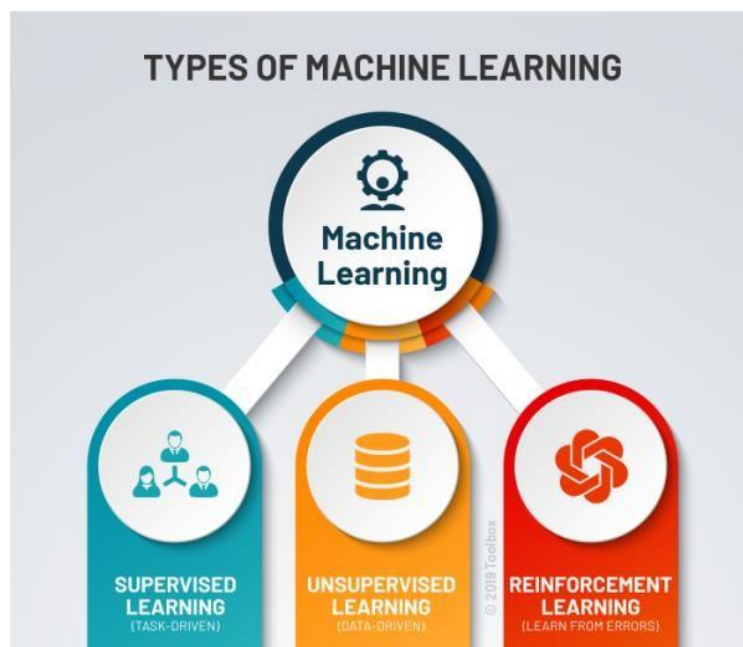 TYPES OF MACHINE LEARNING
Machine
Learning
SUPERVISED
LEARNING
(TASK-DRIVEN)
UNSUPERVISED
LEARNING
(DATA-DRIVEN)
© 2019 Toolbox
REINFORCEMENT
LEARNING
(LEARN FROM ERRORS)